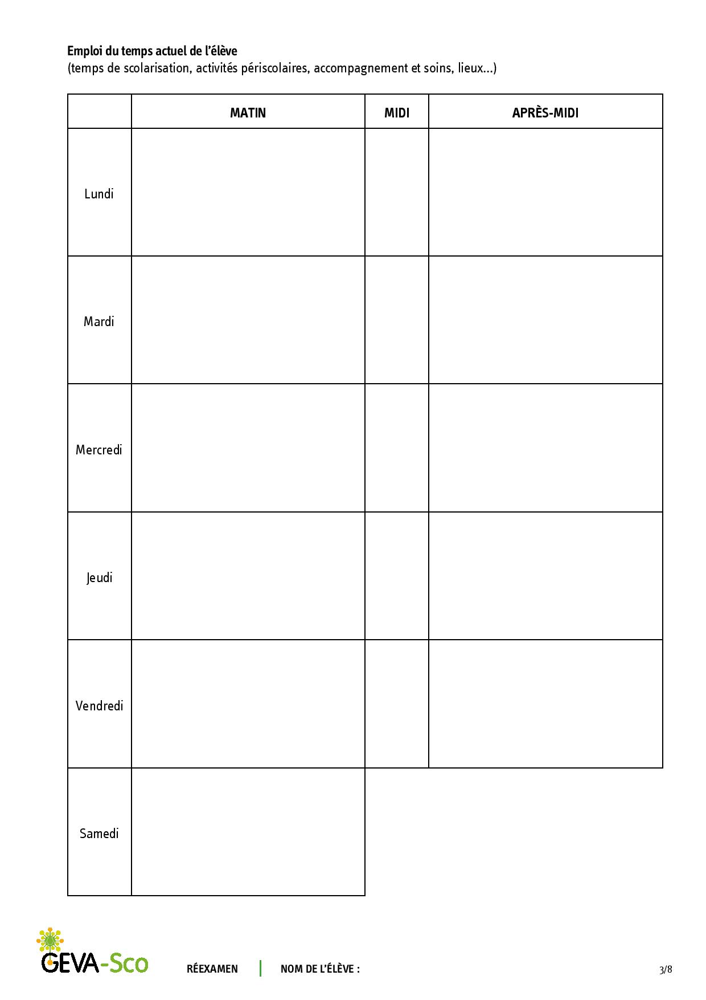 Emploi du temps actuel de l’élève
(temps de scolarisation, activités périscolaires, accompagnement et soins, lieux...)
MATIN MIDI APRÈS-MIDI
Lundi
Mardi
Mercredi
Jeudi
Vendredi
Samedi
GEVA-Sco RÉEXAMEN NOM DE L’ÉLÈVE : 3/8